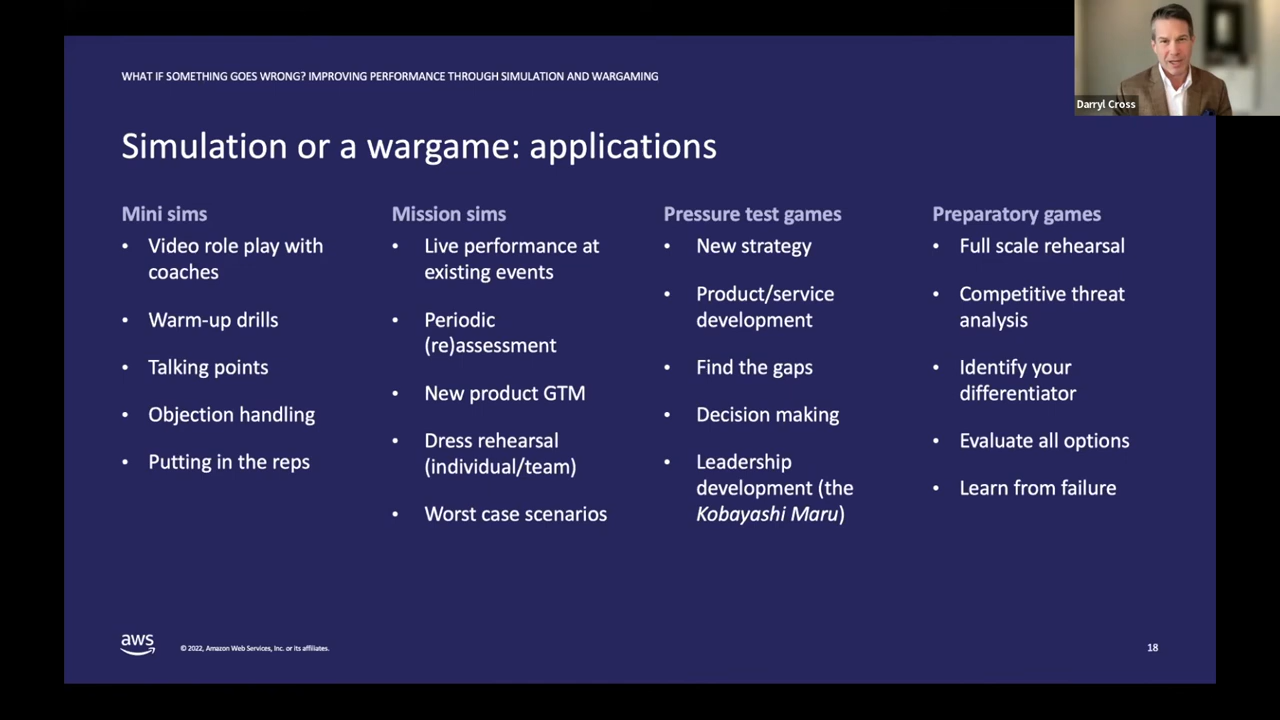 WHAT IF SOMETHING GOES WRONG? IMPROVING PERFORMANCE THROUGH SIMULATION AND WARGAMING
Darryl Cross
Simulation or a wargame: applications
Mini sims
• Video role play with
coaches
• Warm-up drills
• Talking points
• Objection handling
• Putting in the reps
Mission sims
• Live performance at
existing events
• Periodic
(re)assessment
• New product GTM
• Dress rehearsal
(individual/team)
• Worst case scenarios
Pressure test games
• New strategy
• Product/service
development
• Find the gaps
• Decision making
• Leadership
development (the
Kobayashi Maru)
Preparatory games
• Full scale rehearsal
• Competitive threat
analysis
• Identify your
differentiator
• Evaluate all options
• Learn from failure
aws
© 2022, Amazon Web Services, Inc. or its affiliates.
18